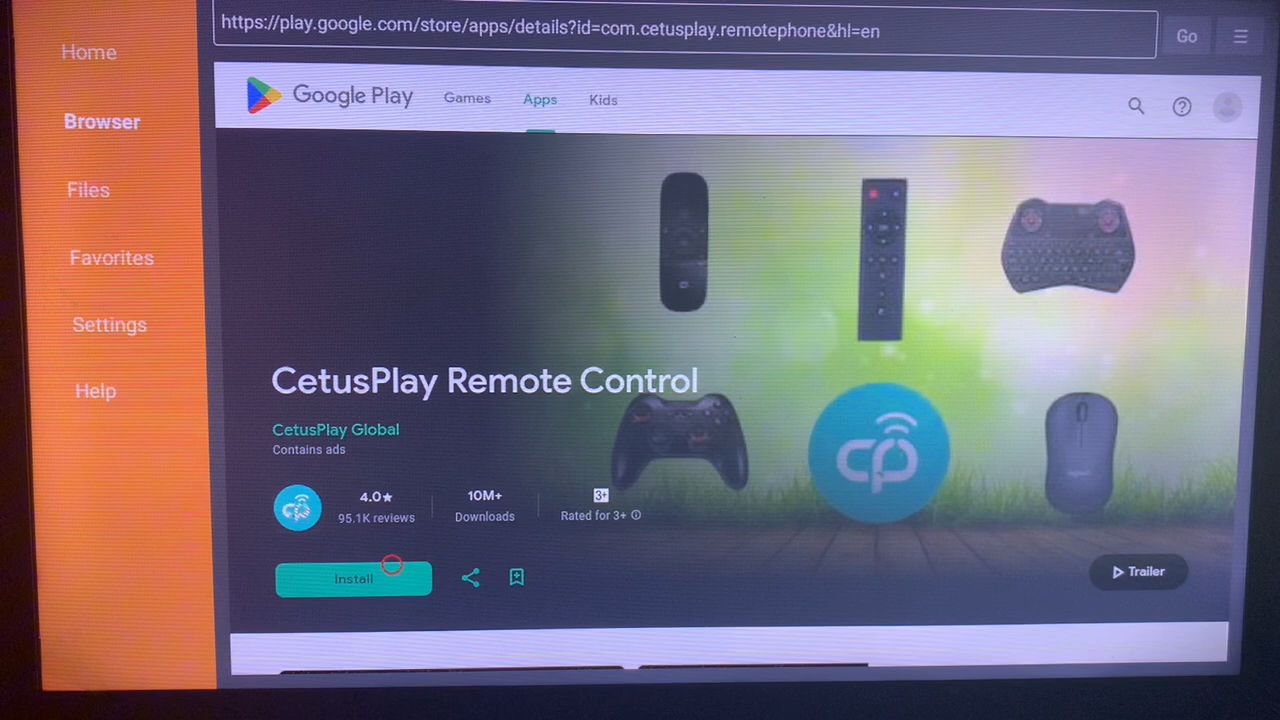 https://play.google.com/store/apps/details?id=com.cetusplay.remotephone&hl=en
Go
Home
Browser
Files
Favorites
Settings
Help
Google Play
Games
Apps
Kids
CetusPlay Remote Control
CetusPlay Global
Contains ads
4.0★
95.1K reviews
10M+
Downloads
3+
Rated for 3+
Install
Trailer
cp